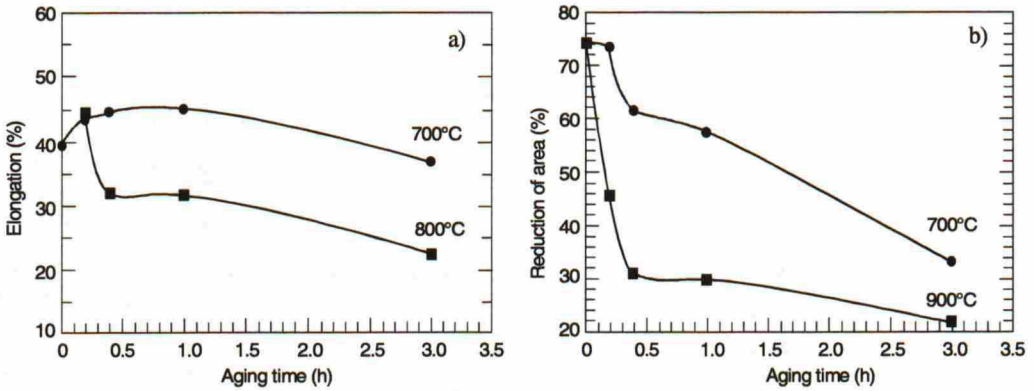 a)
Elongation (%)
60
50
40
30
20
10
700°C
800°C
0 0.5 1.0 1.5 2.0 2.5 3.0 3.5
Aging time (h)
b)
Reduction of area (%)
80
70
60
50
40
30
20
700°C
900°C
0 0.5 1.0 1.5 2.0 2.5 3.0 3.5
Aging time (h)